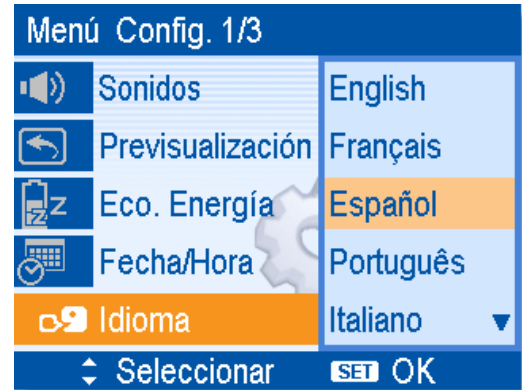 Menú Config. 1/3
Sonidos
Previsualización
Eco. Energía
Fecha/Hora
Idioma
English
Français
Español
Português
Italiano
Seleccionar
SET OK